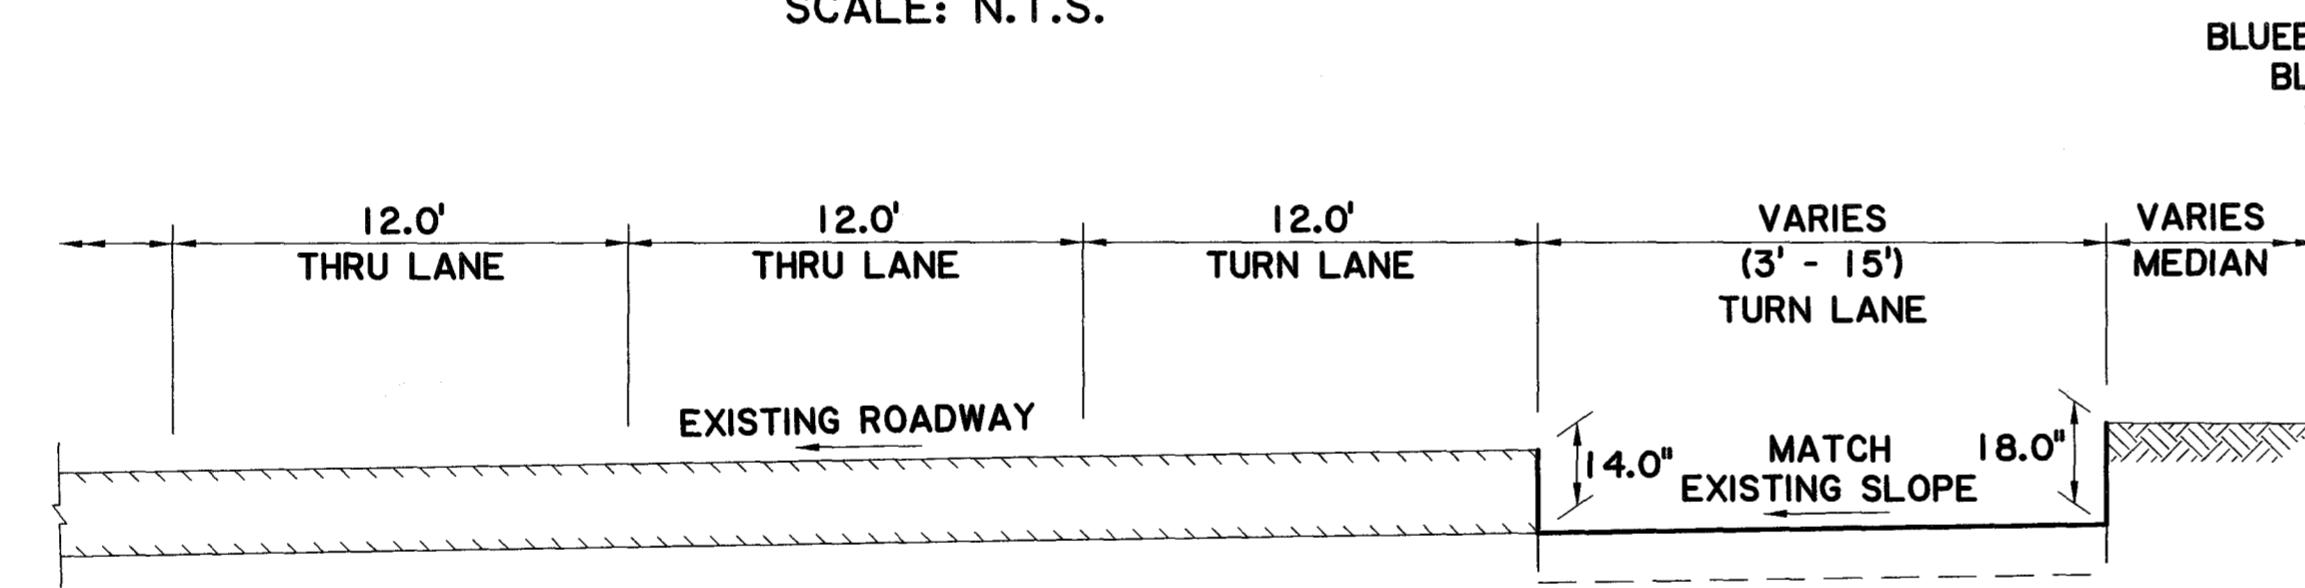 SCALE: N.T.S.
12.0'
THRU LANE
12.0'
THRU LANE
12.0'
TURN LANE
VARIES
(3' - 15')
TURN LANE
VARIES
MEDIAN
EXISTING ROADWAY
14.0"
MATCH
EXISTING SLOPE
18.0"